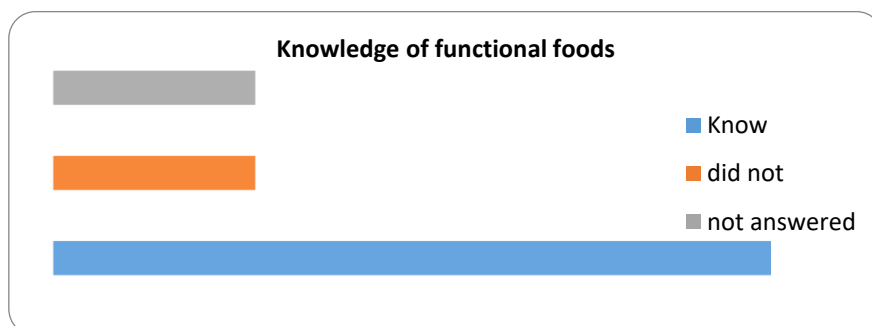 Knowledge of functional foods
Know
did not
not answered